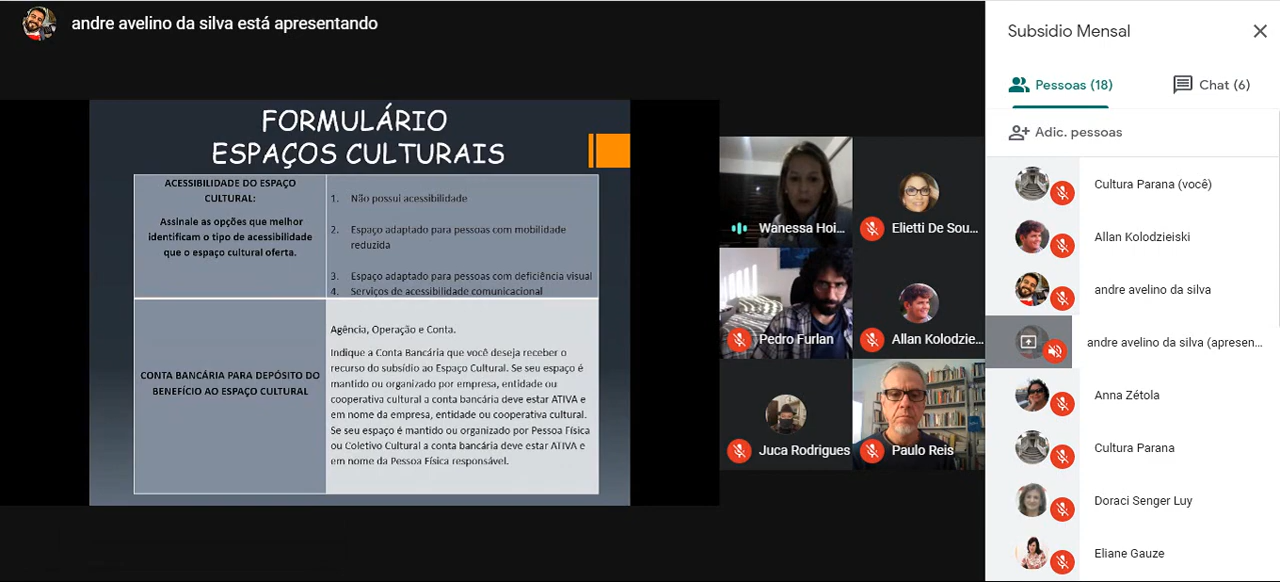 andre avelino da silva está apresentando
FORMULÁRIO
ESPAÇOS CULTURAIS
ACESSIBILIDADE DO ESPAÇO
CULTURAL:
Assinale as opções que melhor
identificam o tipo de acessibilidade
que o espaço cultural oferta.
1. Não possui acessibilidade
2. Espaço adaptado para pessoas com mobilidade
reduzida
3. Espaço adaptado para pessoas com deficiência visual
4. Serviços de acessibilidade comunicacional
CONTA BANCÁRIA PARA DEPÓSITO DO
BENEFÍCIO AO ESPAÇO CULTURAL
Agência, Operação e Conta.
Indique a Conta Bancária que você deseja receber o
recurso do subsídio ao Espaço Cultural. Se seu espaço é
mantido ou organizado por empresa, entidade ou
cooperativa cultural a conta bancária deve estar ATIVA e
em nome da empresa, entidade ou cooperativa cultural.
Se seu espaço é mantido ou organizado por Pessoa Física
ou Coletivo Cultural a conta bancária deve estar ATIVA e
em nome da Pessoa Física responsável.
Wanessa Hoi...
Elietti De Sou...
Pedro Furlan
Allan Kolodzie...
Juca Rodrigues
Paulo Reis
Subsidio Mensal
Pessoas (18)
Chat (6)
Adic. pessoas
Cultura Parana (você)
Allan Kolodzieiski
andre avelino da silva
andre avelino da silva (apresen...
Anna Zétola
Cultura Parana
Doraci Senger Luy
Eliane Gauze